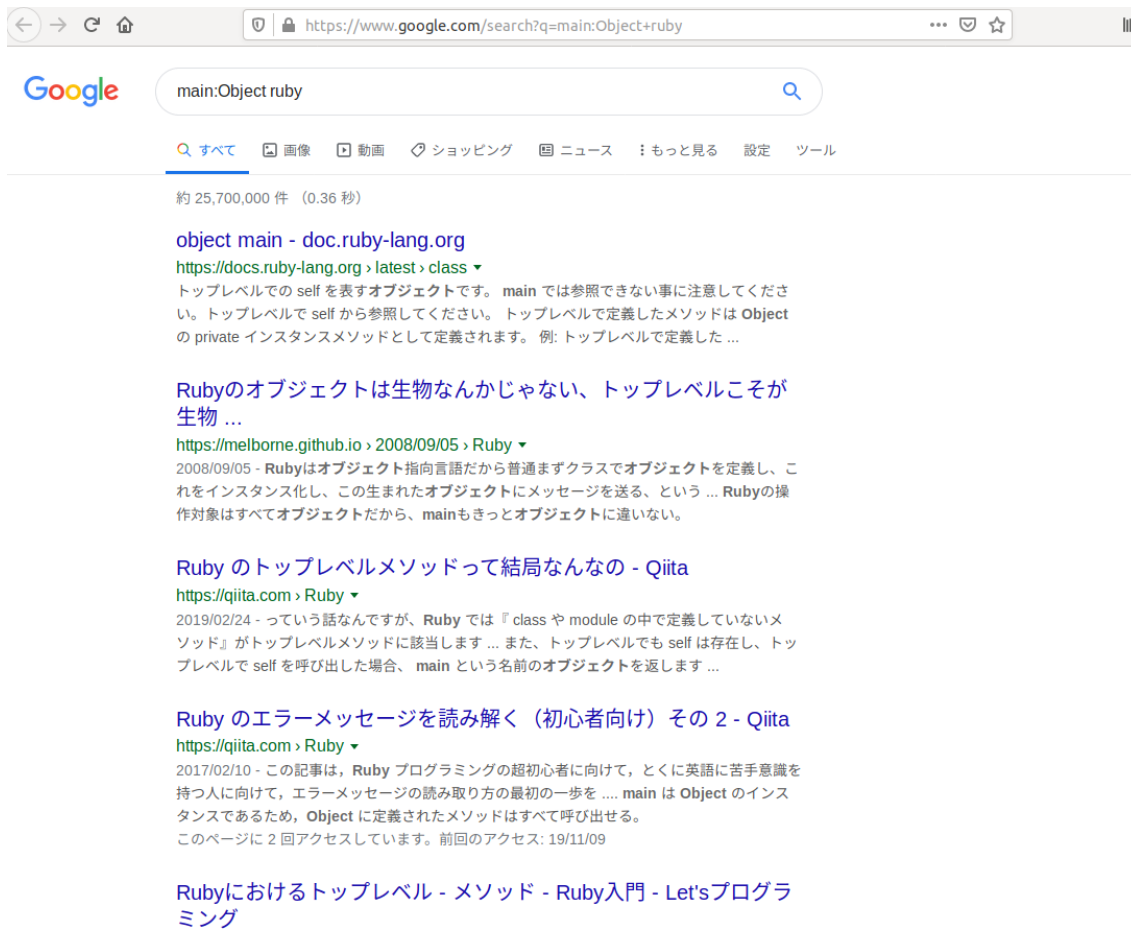 https://www.google.com/search?q=main:Object+ruby
Google
main:Object ruby
すべて 画像 動画 ショッピング ニュース もっと見る 設定 ツール
約 25,700,000 件 （0.36 秒）
object main - doc.ruby-lang.org
https://docs.ruby-lang.org › latest › class
トップレベルでの self を表すオブジェクトです。 main では参照できない事に注意してくださ
い。トップレベルで self から参照してください。 トップレベルで定義したメソッドは Object
の private インスタンスメソッドとして定義されます。 例: トップレベルで定義した ...
Rubyのオブジェクトは生物なんかじゃない、トップレベルこそが
生物 ...
https://melborne.github.io › 2008/09/05 › Ruby
2008/09/05 - Rubyはオブジェクト指向言語だから普通まずクラスでオブジェクトを定義し、こ
れをインスタンス化し、この生まれたオブジェクトにメッセージを送る、という ... Rubyの操
作対象はすべてオブジェクトだから、mainもきっとオブジェクトに違いない。
Ruby のトップレベルメソッドって結局なんなの - Qiita
https://qiita.com › Ruby
2019/02/24 - っていう話なんですが、Ruby では『 class や module の中で定義していないメ
ソッド』がトップレベルメソッドに該当します ... また、トップレベルでも self は存在し、トッ
プレベルで self を呼び出した場合、 main という名前のオブジェクトを返します ...
Ruby のエラーメッセージを読み解く（初心者向け）その 2 - Qiita
https://qiita.com › Ruby
2017/02/10 - この記事は，Ruby プログラミングの超初心者に向けて，とくに英語に苦手意識を
持つ人に向けて，エラーメッセージの読み取り方の最初の一歩を .... main は Object のインス
タンスであるため，Object に定義されたメソッドはすべて呼び出せる。
このページに 2 回アクセスしています。前回のアクセス: 19/11/09
Rubyにおけるトップレベル - メソッド - Ruby入門 - Let'sプログラ
ミング